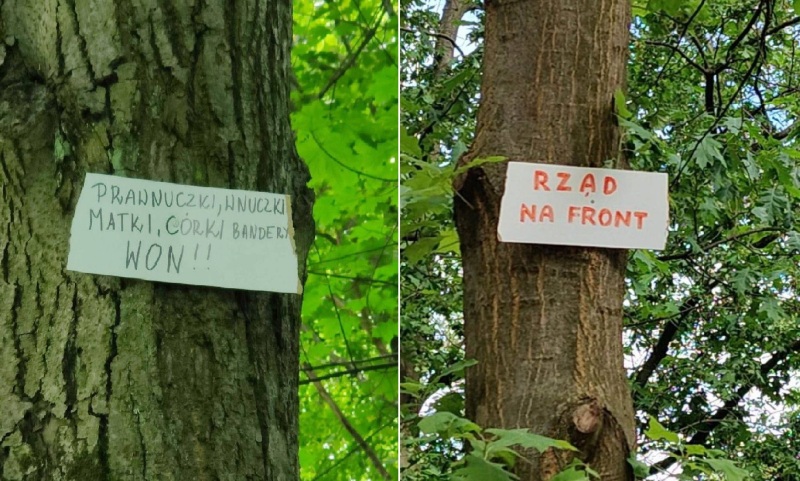 PRAWNUCZKI, WNUCZKI
MATKI, CÓRKI BANDERY
WON!!
RZĄD
NA FRONT